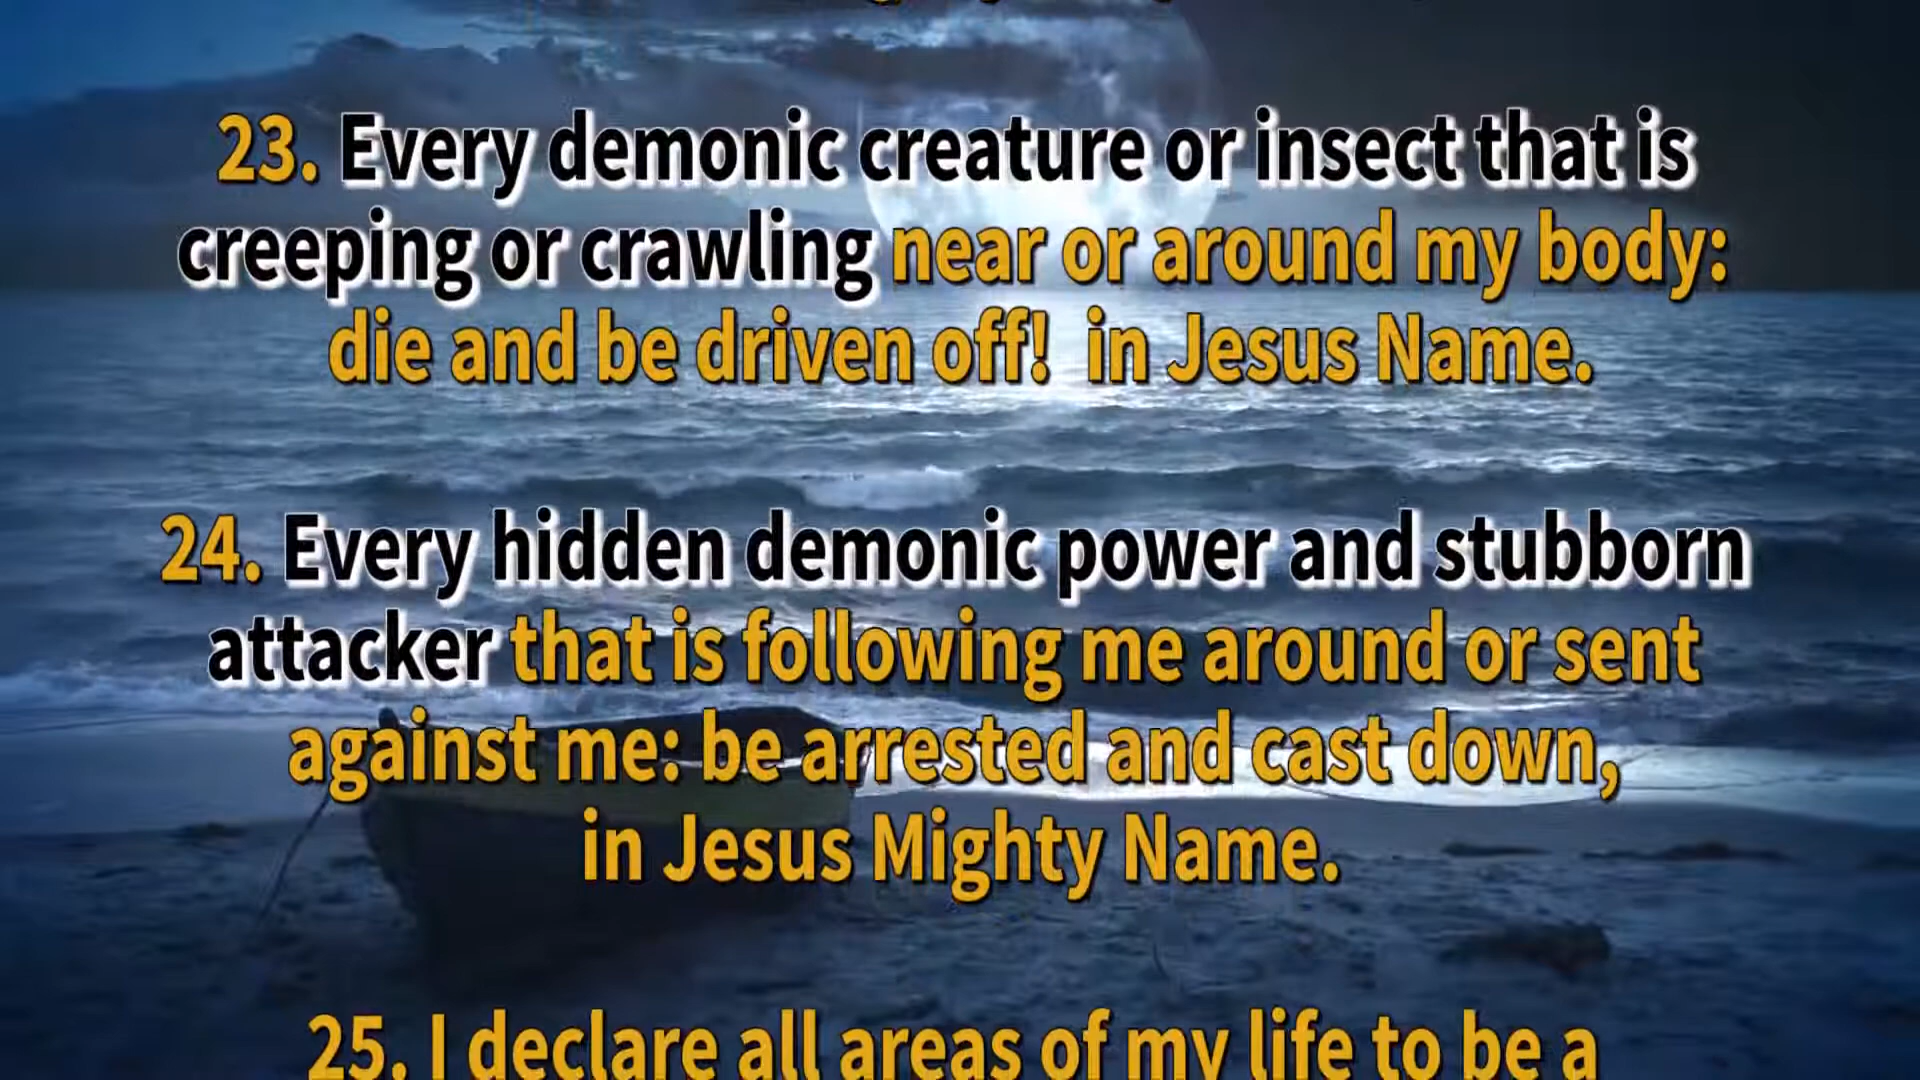 23. Every demonic creature or insect that is
creeping or crawling near or around my body:
die and be driven off!  in Jesus Name.
24. Every hidden demonic power and stubborn
attacker that is following me around or sent
against me: be arrested and cast down,
in Jesus Mighty Name.
25. I declare all areas of my life to be a